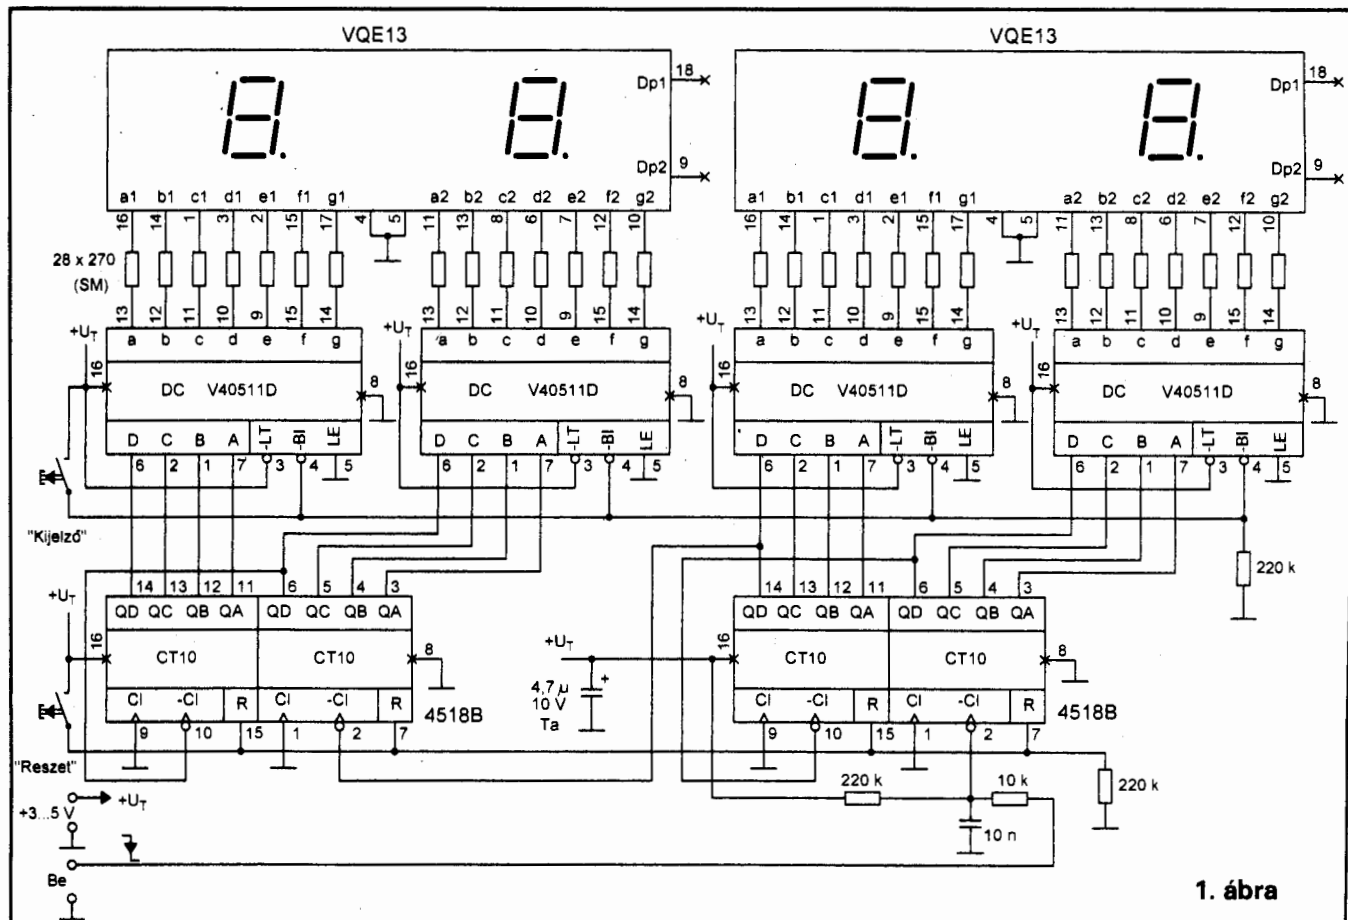 VQE13 VQE13
Dp1 18 Dp1 18
Dp2 9 Dp2 9
a1 b1 c1 d1 e1 f1 g1 a2 b2 c2 d2 e2 f2 g2 a1 b1 c1 d1 e1 f1 g1 a2 b2 c2 d2 e2 f2 g2
16 14 1 3 2 15 17 4 5 11 13 8 6 7 12 10 16 14 1 3 2 15 17 4 5 11 13 8 6 7 12 10
28 x 270
(SM)
13 12 11 10 9 15 14 13 12 11 10 9 15 14 13 12 11 10 9 15 14 13 12 11 10 9 15 14
+UT +UT +UT +UT
a b c d e f g a b c d e f g a b c d e f g a b c d e f g
16 DC V40511D 8 16 DC V40511D 8 16 DC V40511D 8 16 DC V40511D 8
D C B A -LT -BI LE D C B A -LT -BI LE D C B A -LT -BI LE D C B A -LT -BI LE
6 2 1 7 3 4 5 6 2 1 7 3 4 5 6 2 1 7 3 4 5 6 2 1 7 3 4 5
"Kijelző"
220 k
14 13 12 11 6 5 4 3 14 13 12 11 6 5 4 3
+UT
QD QC QB QA QD QC QB QA QD QC QB QA QD QC QB QA
16 CT10 CT10 8 +UT 16 CT10 CT10 8
4,7 µ +
10 V
Ta
CI -CI R CI -CI R 4518B CI -CI R CI -CI R 4518B
9 10 15 1 2 7 9 10 15 1 2 7
"Reszet"
220 k 10 k 220 k
+3...5 V +UT
10 n
Be
1. ábra